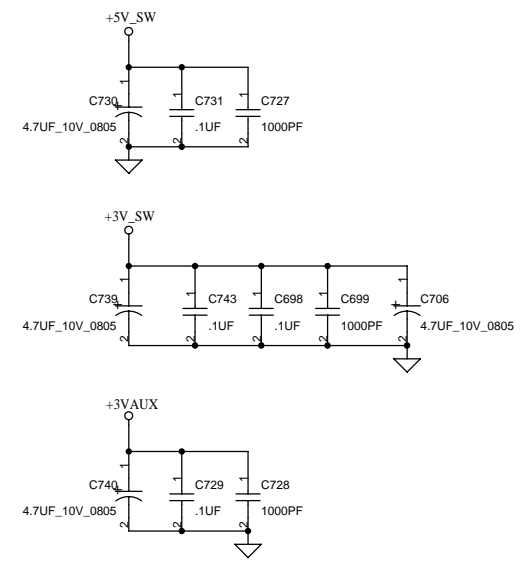 +5V_SW
1 1 1
C730 + C731 C727
4.7UF_10V_0805 .1UF 1000PF
2 2 2
+3V_SW
1 1 1 1 1
C739 + C743 C698 C699 + C706
4.7UF_10V_0805 .1UF .1UF 1000PF 4.7UF_10V_0805
2 2 2 2 2
+3VAUX
1 1 1
C740 + C729 C728
4.7UF_10V_0805 .1UF 1000PF
2 2 2